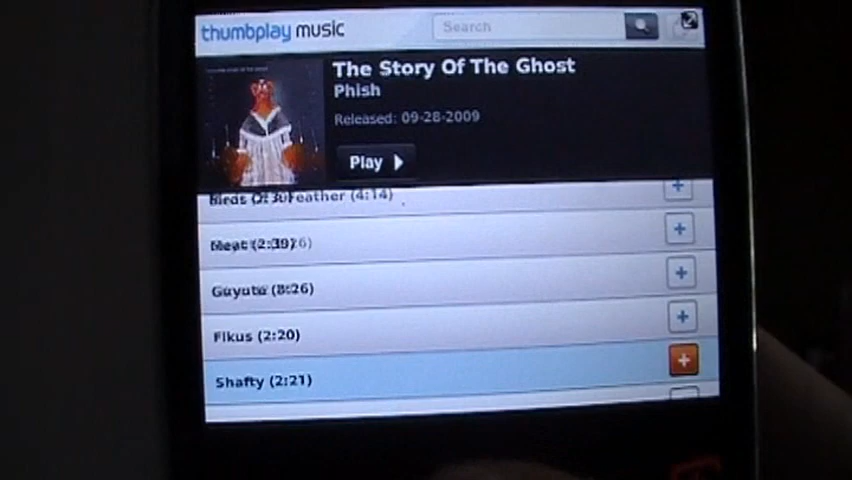 thumbplay music
Search
The Story Of The Ghost
Phish
Released: 09-28-2009
Play
Birds Of a Feather (4:14)
Meat (2:39)
Guyute (8:26)
Fikus (2:20)
Shafty (2:21)